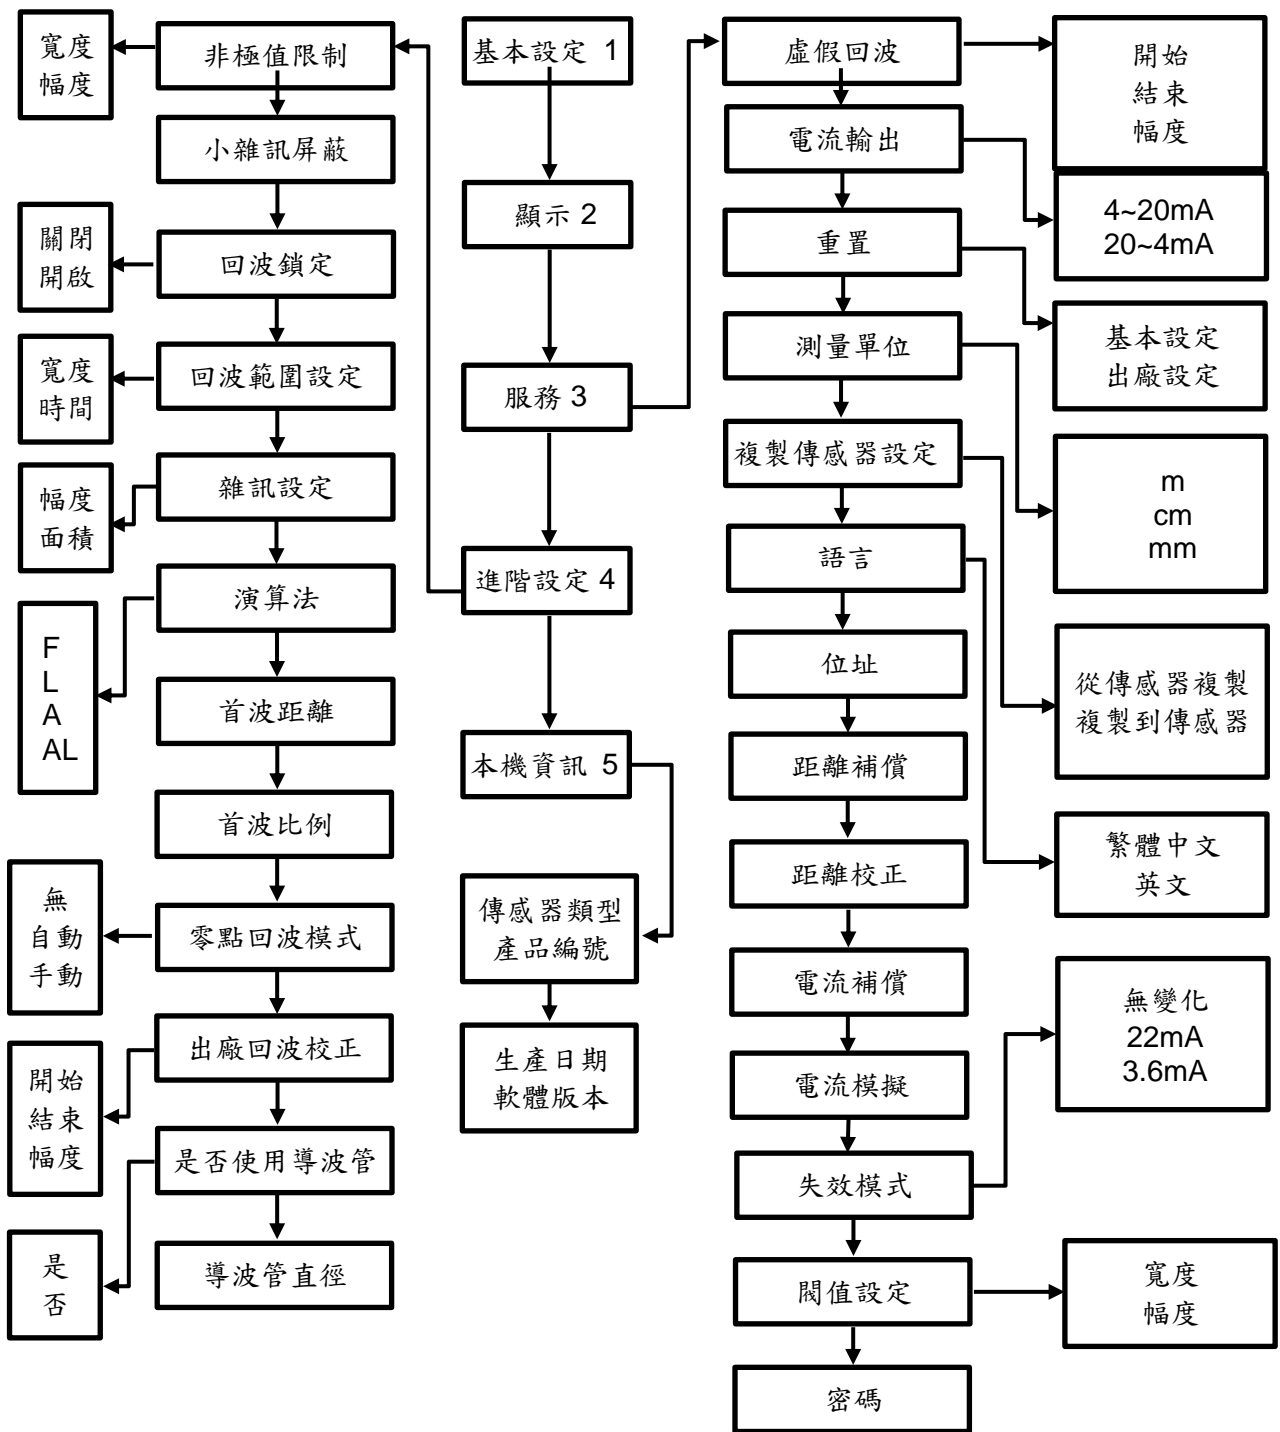 寬度
幅度
非極值限制
小雜訊屏蔽
關閉
開啟
回波鎖定
寬度
時間
回波範圍設定
幅度
面積
雜訊設定
F
L
A
AL
演算法
首波距離
首波比例
無
自動
手動
零點回波模式
開始
結束
幅度
出廠回波校正
是
否
是否使用導波管
導波管直徑
基本設定 1
顯示 2
服務 3
進階設定 4
本機資訊 5
傳感器類型
產品編號
生產日期
軟體版本
虛假回波
開始
結束
幅度
電流輸出
4~20mA
20~4mA
重置
基本設定
出廠設定
測量單位
m
cm
mm
複製傳感器設定
從傳感器複製
複製到傳感器
語言
繁體中文
英文
位址
距離補償
距離校正
電流補償
電流模擬
失效模式
無變化
22mA
3.6mA
閥值設定
寬度
幅度
密碼